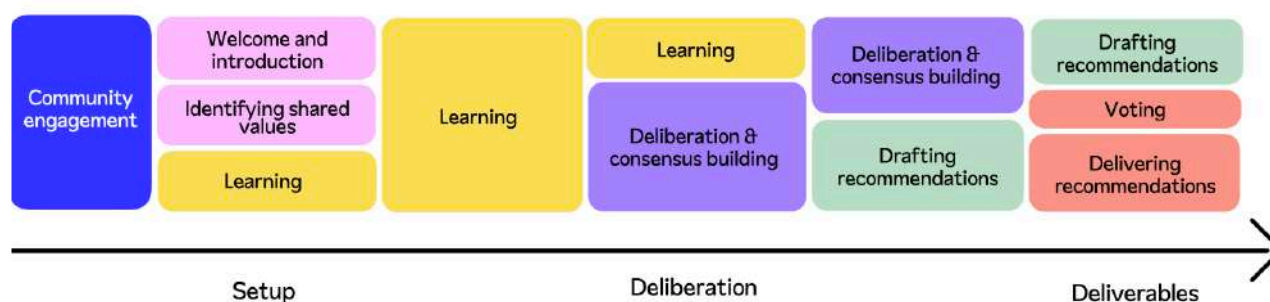 Community
engagement
Welcome and
introduction
Identifying shared
values
Learning
Learning
Learning
Deliberation &
consensus building
Deliberation &
consensus building
Drafting
recommendations
Drafting
recommendations
Voting
Delivering
recommendations
Setup
Deliberation
Deliverables